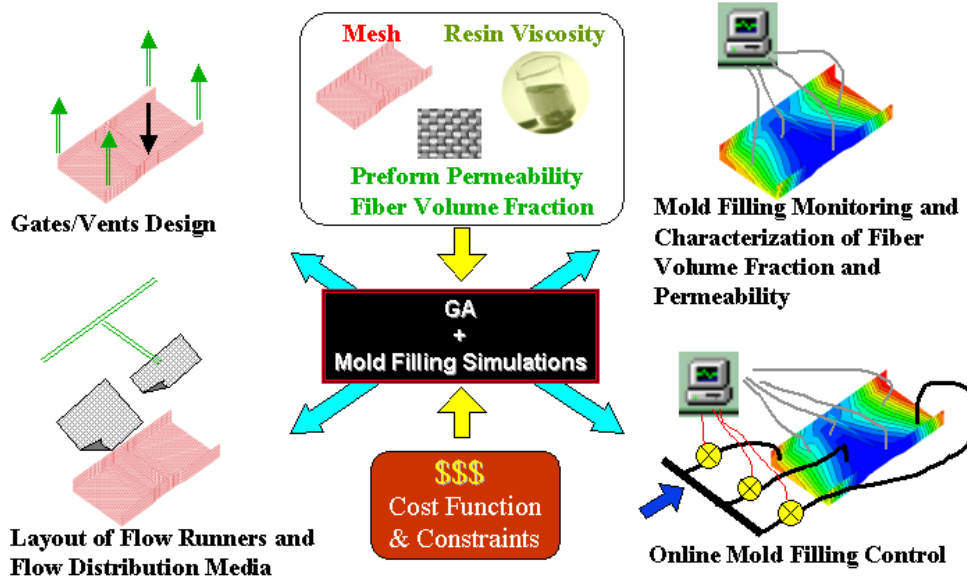 Mesh
Resin Viscosity
Preform Permeability
Fiber Volume Fraction
Gates/Vents Design
Mold Filling Monitoring and
Characterization of Fiber
Volume Fraction and
Permeability
GA
+
Mold Filling Simulations
$$$
Cost Function
& Constraints
Layout of Flow Runners and
Flow Distribution Media
Online Mold Filling Control